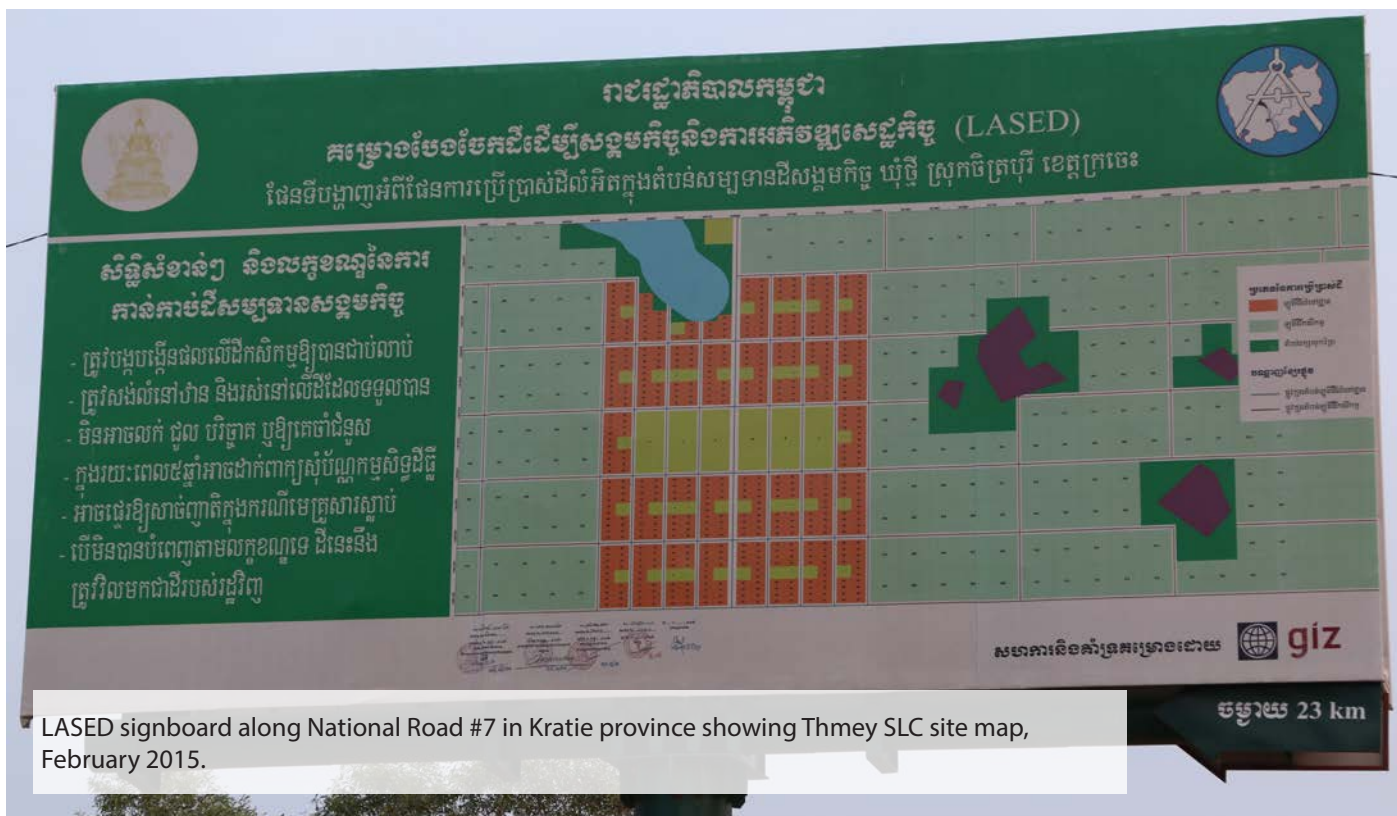 រាជរដ្ឋាភិបាលកម្ពុជា
គម្រោងបែងចែកដីដើម្បីសង្គមកិច្ចនិងការអភិវឌ្ឍសេដ្ឋកិច្ច (LASED)
ផែនទីបង្ហាញអំពីផែនការប្រើប្រាស់ដីលំអិតក្នុងតំបន់សម្បទានដីសង្គមកិច្ច ឃុំថ្មី ស្រុកចិត្របុរី ខេត្តក្រចេះ
សិទ្ធិសំខាន់ៗ និងលក្ខខណ្ឌនៃការ
កាន់កាប់ដីសម្បទានសង្គមកិច្ច
- ត្រូវបង្កបង្កើនផលលើដីកសិកម្មឱ្យបានជាប់លាប់
- ត្រូវសង់លំនៅឋាន និងរស់នៅលើដីដែលទទួលបាន
- មិនអាចលក់ ជួល បរិច្ចាគ ឬឱ្យគេចាំជំនួស
- ក្នុងរយៈពេល៥ឆ្នាំអាចដាក់ពាក្យសុំប័ណ្ណកម្មសិទ្ធដីធ្លី
- អាចផ្ទេរឱ្យសាច់ញាតិក្នុងករណីមេគ្រួសារស្លាប់
- បើមិនបានបំពេញតាមលក្ខខណ្ឌទេ ដីនេះនឹង
ត្រូវវិលមកជាដីរបស់រដ្ឋវិញ
ប្រភេទនៃការប្រើប្រាស់ដី
សហការនិងគាំទ្រគម្រោងដោយ giz
ចម្ងាយ 23 km
LASED signboard along National Road #7 in Kratie province showing Thmey SLC site map,
February 2015.